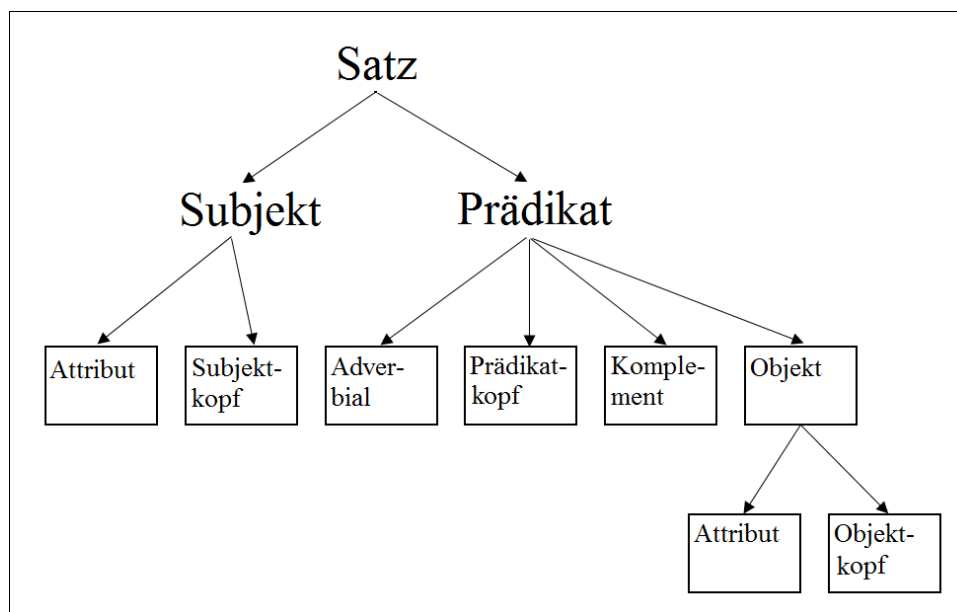 Satz
Subjekt
Prädikat
Attribut
Subjekt-
kopf
Adver-
bial
Prädikat-
kopf
Komple-
ment
Objekt
Attribut
Objekt-
kopf